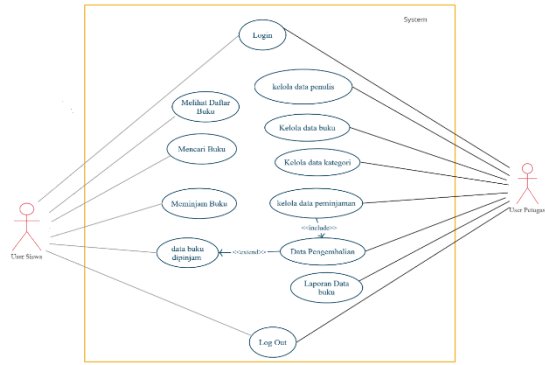 System
Login
kelola data penulis
Melihat Daftar
Buku
Kelola data buku
Mencari Buku
Kelola data kategori
Meminjam Buku
kelola data peminjaman
<<include>>
User Siswa
User Petugas
data buku
dipinjam
<<extend>>
Data Pengembalian
Laporan Data
buku
Log Out